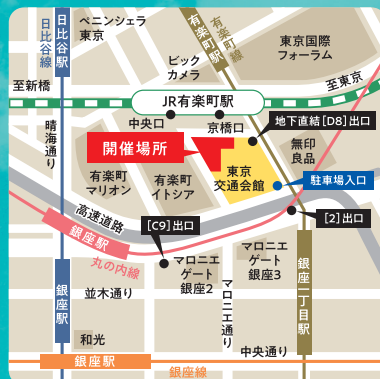 日比谷線
日比谷駅
ペニンシェラ
東京
有楽町駅
有楽町線
ビック
カメラ
東京国際
フォーラム
至新橋
至東京
JR有楽町駅
中央口
京橋口
地下直結[D8]出口
晴海通り
開催場所
無印
良品
有楽町
マリオン
有楽町
イトシア
東京
交通会館
駐車場入口
高速道路
銀座駅
[C9]出口
[2]出口
丸の内線
マロニエ
ゲート
銀座2
マロニエ
ゲート
銀座3
銀座駅
並木通り
マロニエ通り
銀座一丁目駅
和光
中央通り
銀座駅
銀座線